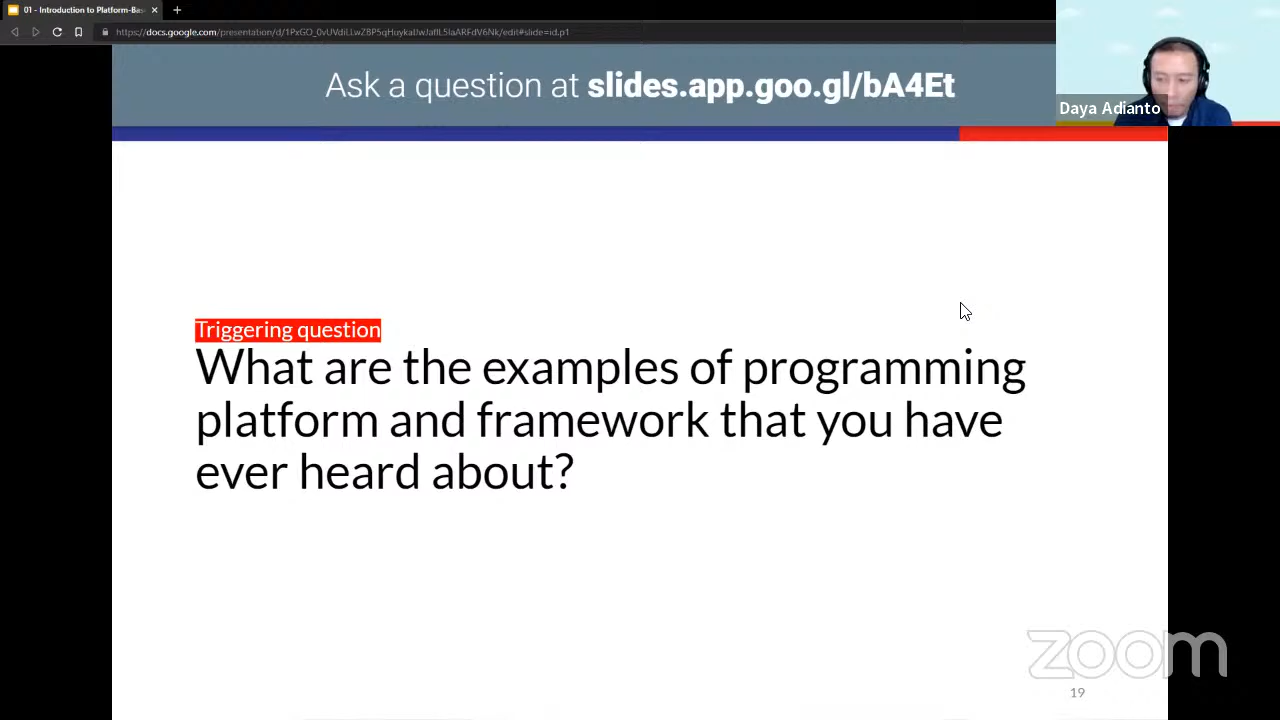 01 - Introduction to Platform-Bas
Ask a question at slides.app.goo.gl/bA4Et
Daya Adianto
Triggering question
What are the examples of programming
platform and framework that you have
ever heard about?
zoom
19